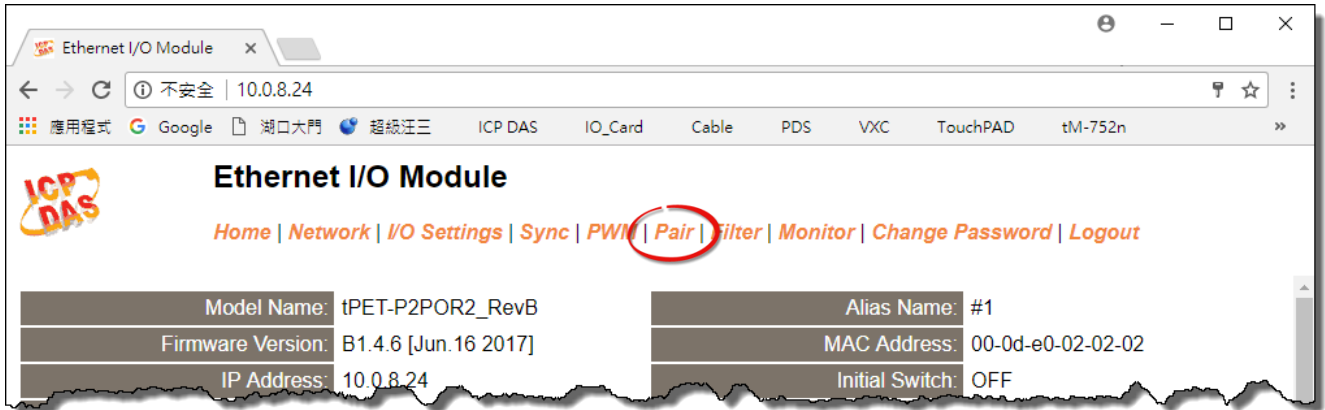 Ethernet I/O Module
不安全 | 10.0.8.24
應用程式 Google 湖口大門 超級汪三 ICP DAS IO_Card Cable PDS VXC TouchPAD tM-752n »
ICP DAS
Ethernet I/O Module
Home | Network | I/O Settings | Sync | PWM | Pair | Filter | Monitor | Change Password | Logout
Model Name: tPET-P2POR2_RevB Alias Name: #1
Firmware Version: B1.4.6 [Jun.16 2017] MAC Address: 00-0d-e0-02-02-02
IP Address: 10.0.8.24 Initial Switch: OFF